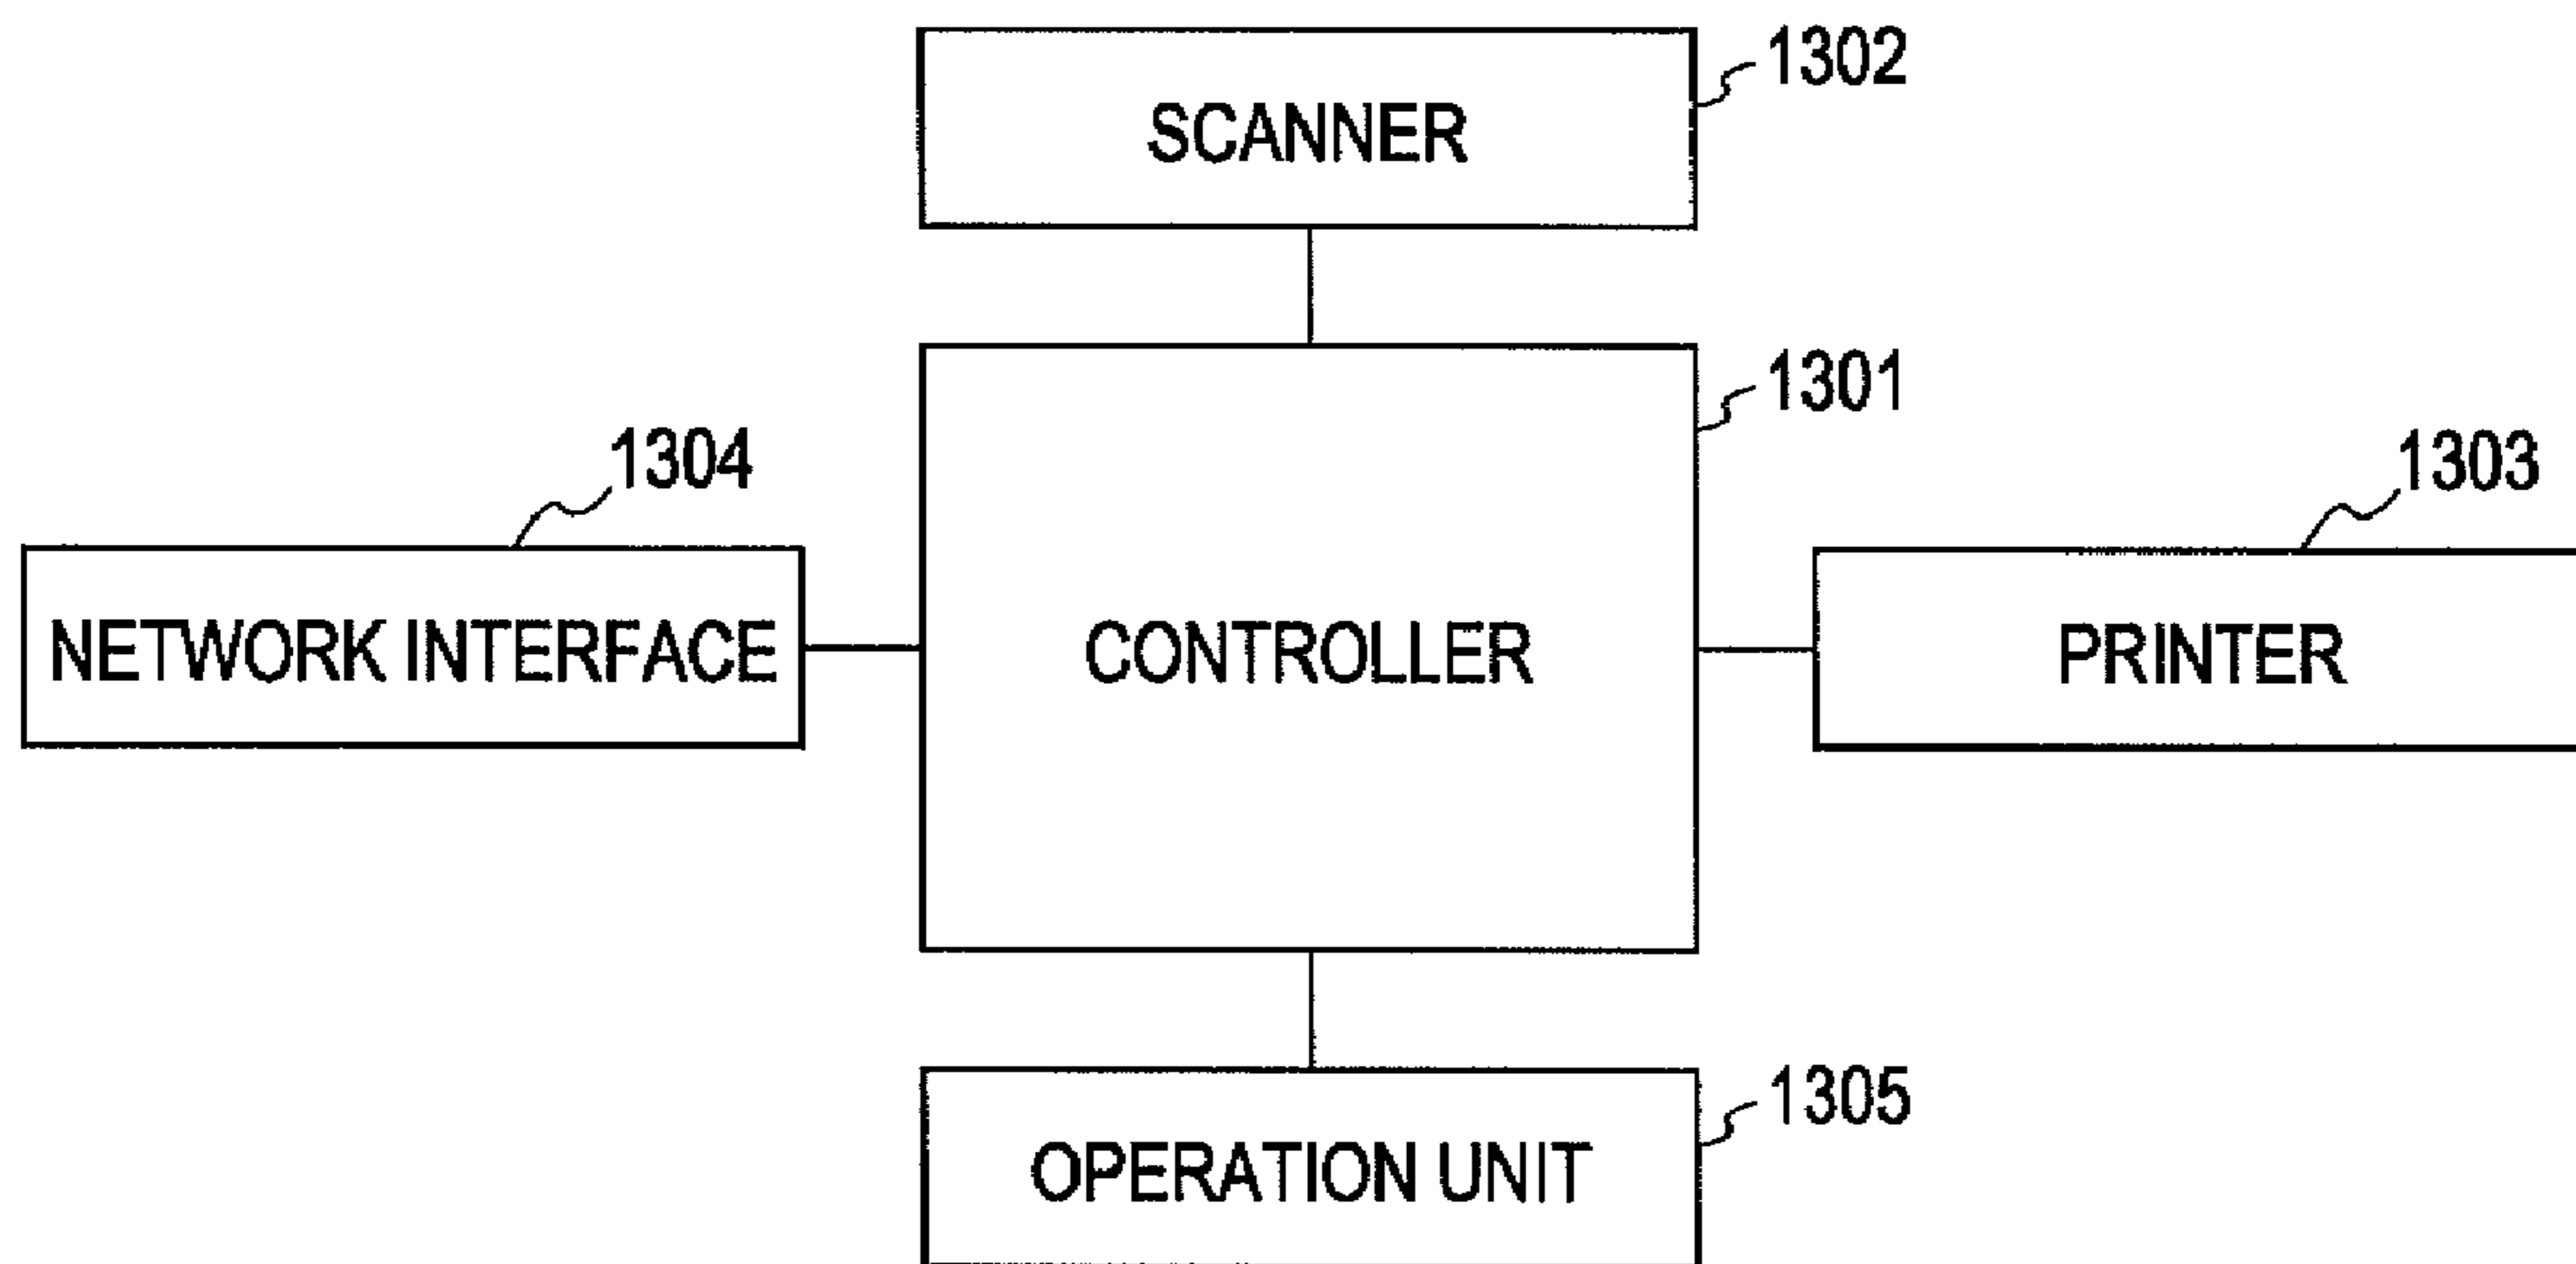 1302
SCANNER
1301
1304
1303
NETWORK INTERFACE
CONTROLLER
PRINTER
1305
OPERATION UNIT